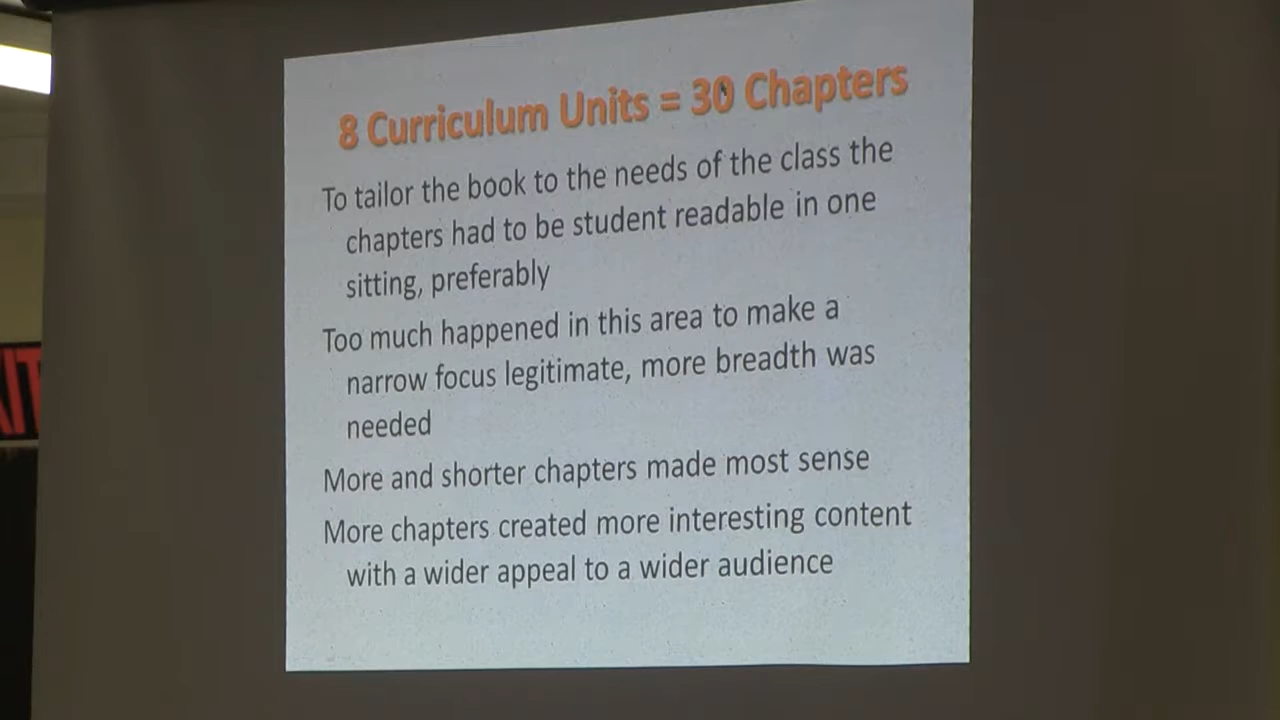 8 Curriculum Units = 30 Chapters
To tailor the book to the needs of the class the
chapters had to be student readable in one
sitting, preferably
Too much happened in this area to make a
narrow focus legitimate, more breadth was
needed
More and shorter chapters made most sense
More chapters created more interesting content
with a wider appeal to a wider audience